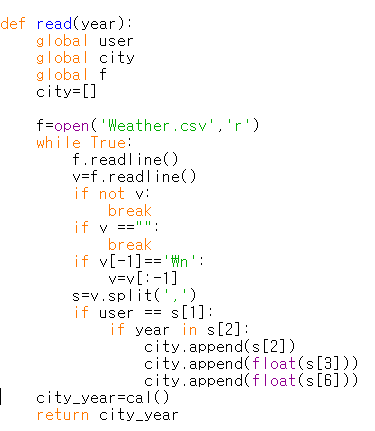 def read(year):
    global user
    global city
    global f
    city=[]

    f=open('Weather.csv','r')
    while True:
        f.readline()
        v=f.readline()
        if not v:
            break
        if v =="":
            break
        if v[-1]=='₩n':
            v=v[:-1]
        s=v.split(',')
        if user == s[1]:
            if year in s[2]:
                city.append(s[2])
                city.append(float(s[3]))
                city.append(float(s[6]))
    city_year=cal()
    return city_year